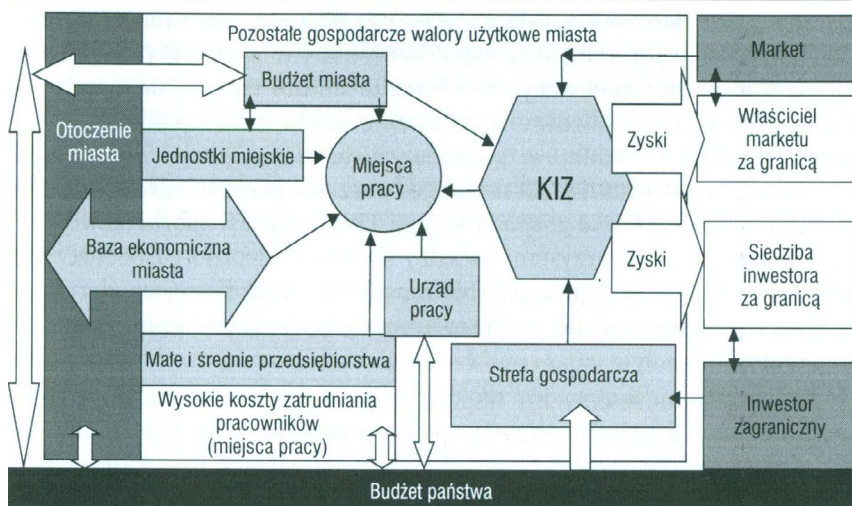 Pozostałe gospodarcze walory użytkowe miasta
Market
Budżet miasta
Otoczenie
miasta
Jednostki miejskie
Miejsca
pracy
KIZ
Zyski
Właściciel
marketu
za granicą
Baza ekonomiczna
miasta
Urząd
pracy
Zyski
Siedziba
inwestora
za granicą
Małe i średnie przedsiębiorstwa
Strefa gospodarcza
Wysokie koszty zatrudniania
pracowników
(miejsca pracy)
Inwestor
zagraniczny
Budżet państwa